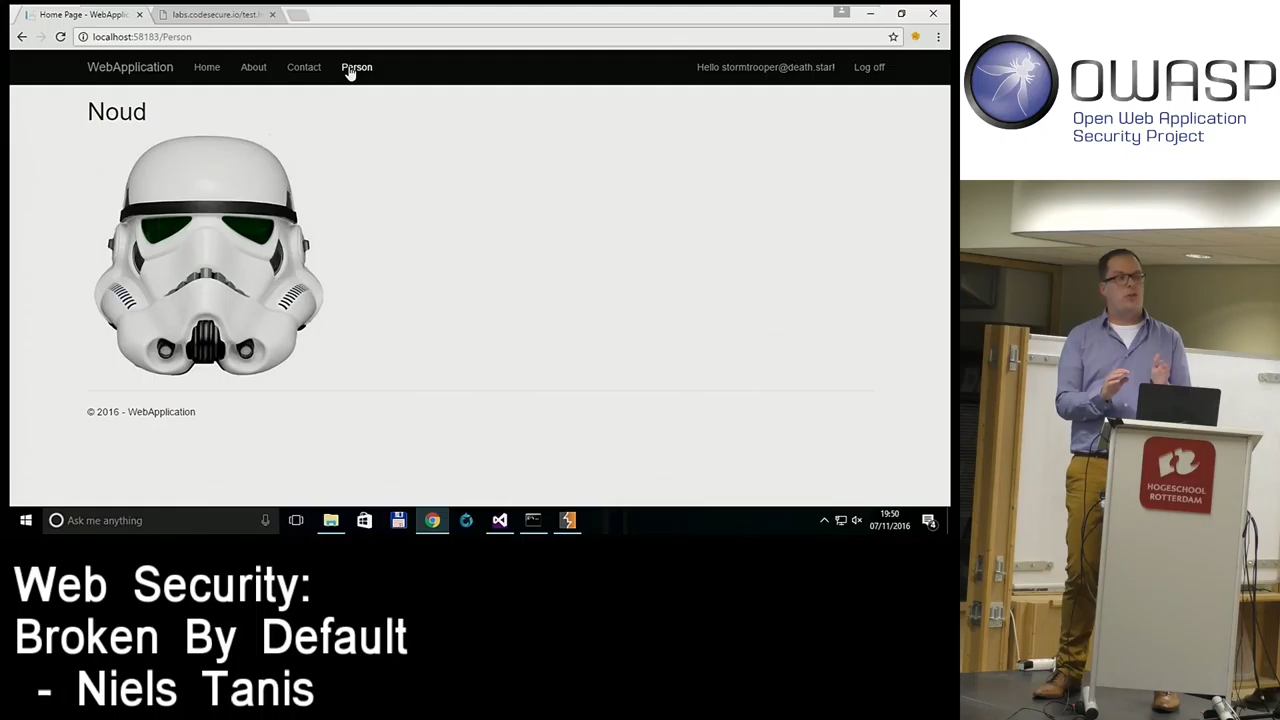 Home Page - WebApplic
labs.codesecure.io/test.h
localhost:58183/Person
WebApplication
Home
About
Contact
Person
Hello stormtrooper@death.star!
Log off
Noud
© 2016 - WebApplication
Ask me anything
19:50
07/11/2016
OWASP
Open Web Application
Security Project
HOGESCHOOL
ROTTERDAM
Web Security:
Broken By Default
- Niels Tanis